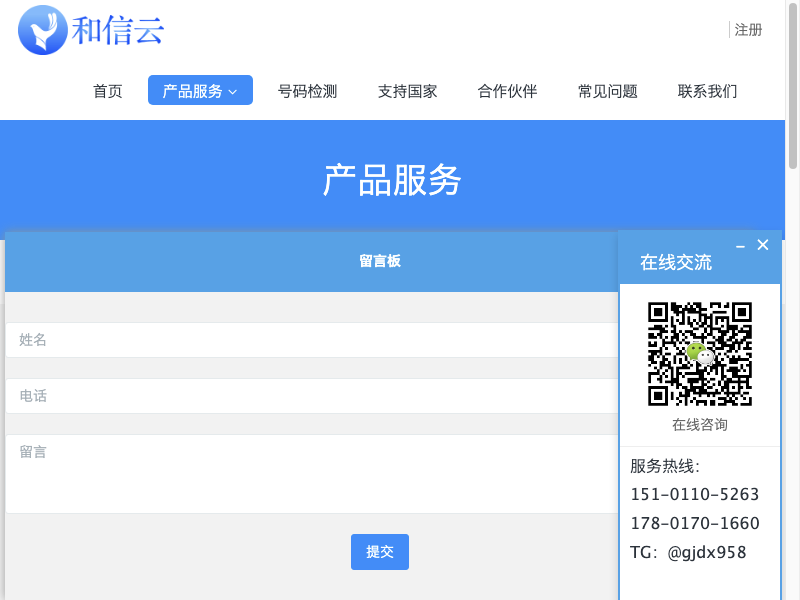 和信云
注册
首页
产品服务
号码检测
支持国家
合作伙伴
常见问题
联系我们
产品服务
留言板
姓名
电话
留言
提交
在线交流
在线咨询
服务热线：
151-0110-5263
178-0170-1660
TG：@gjdx958